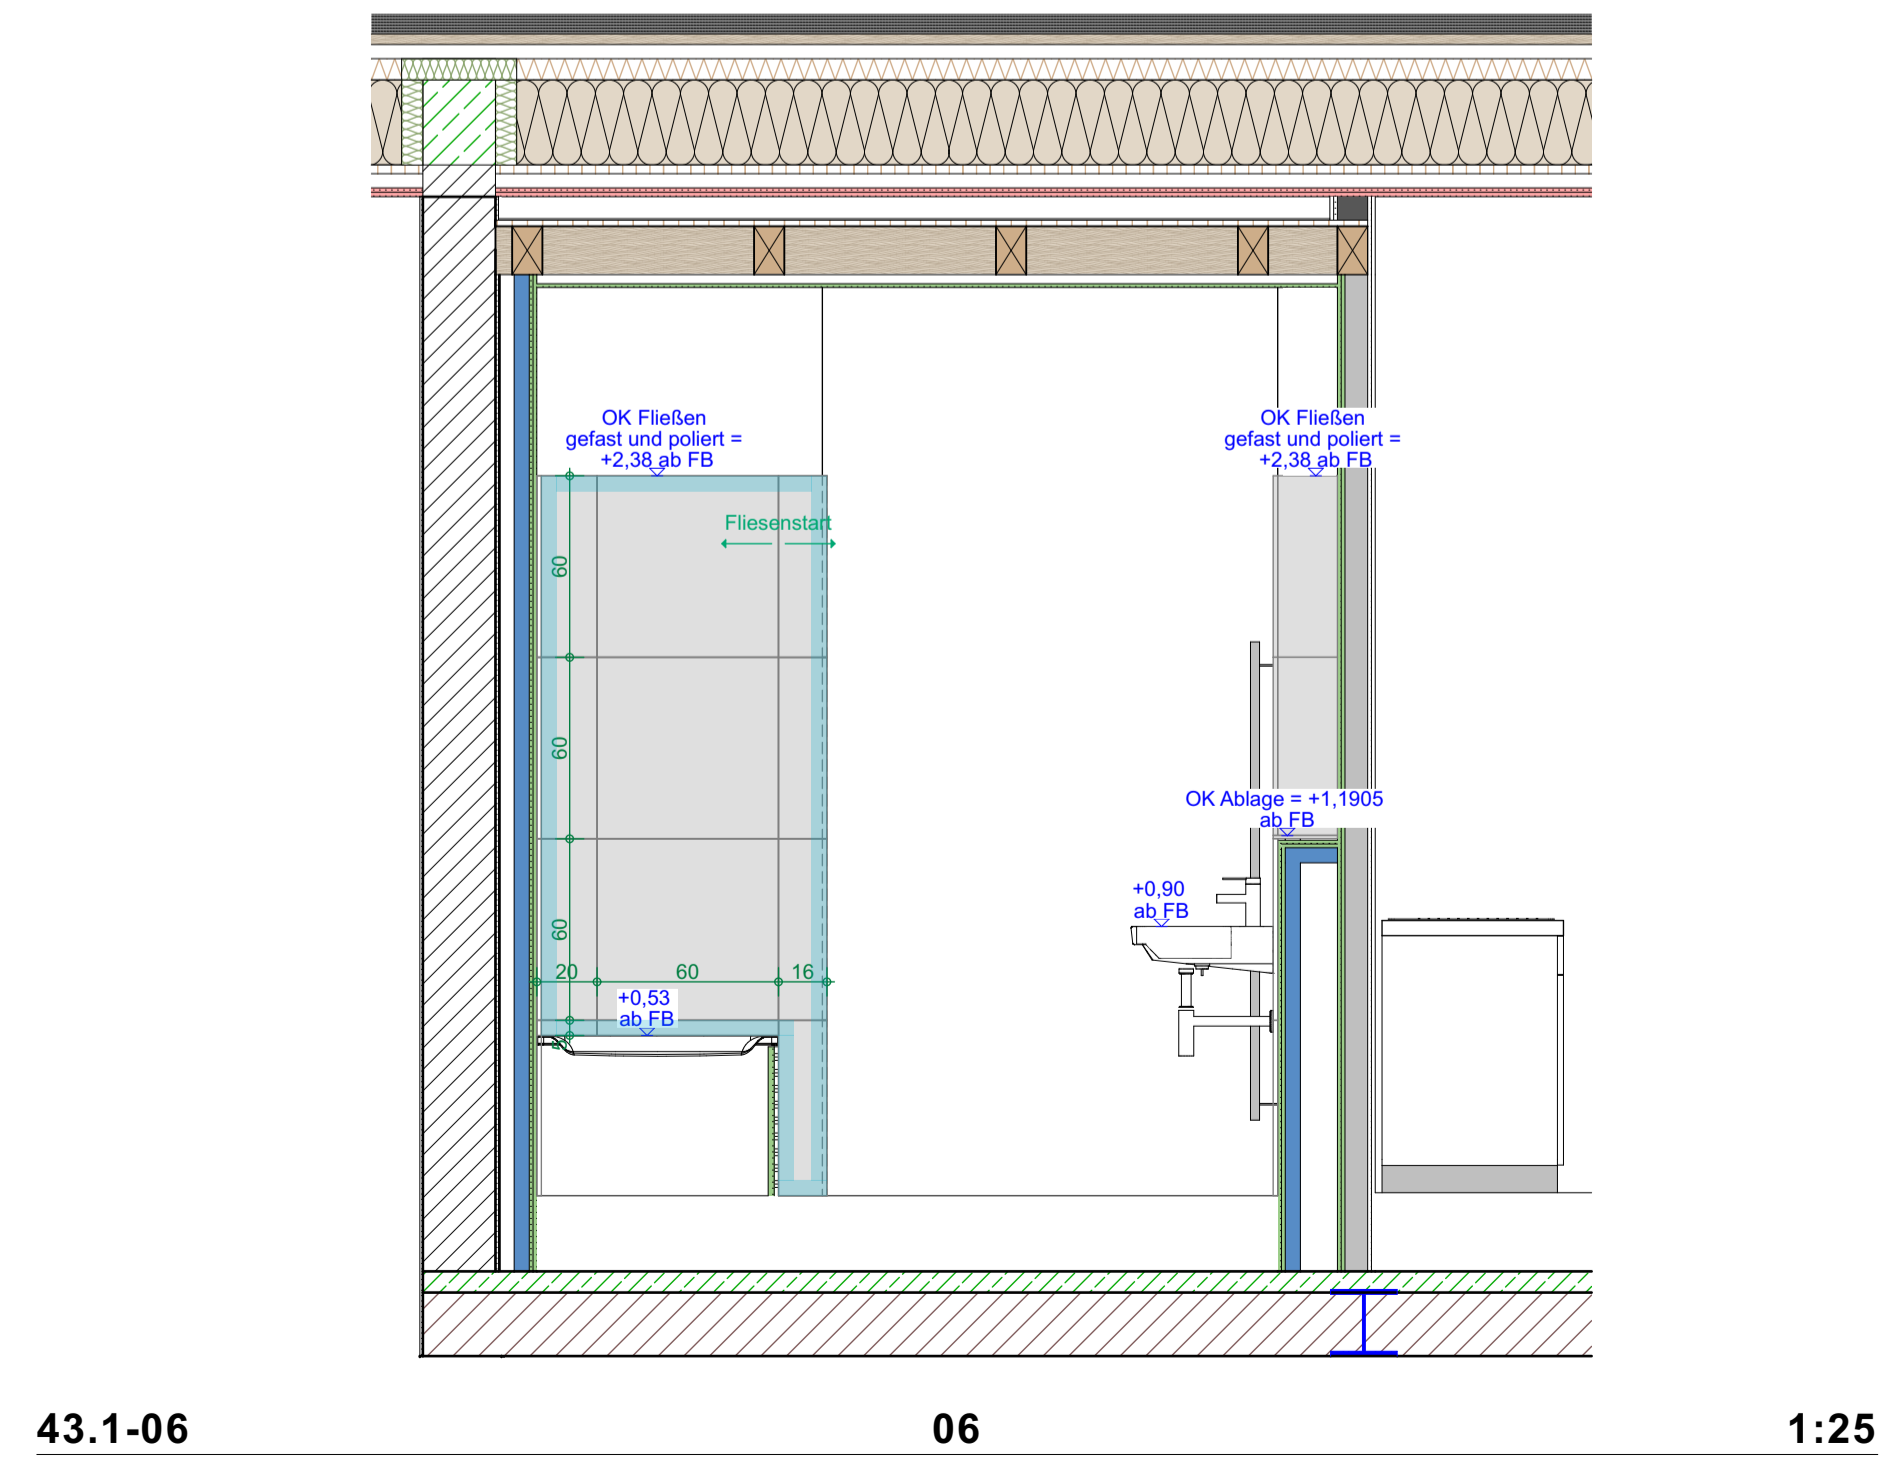 OK Fließen
gefast und poliert =
+2,38 ab FB
OK Fließen
gefast und poliert =
+2,38 ab FB
Fliesenstart
60
60
OK Ablage = +1,1905
ab FB
+0,90
ab FB
60
20 60 16
+0,53
ab FB
5
43.1-06 06 1:25